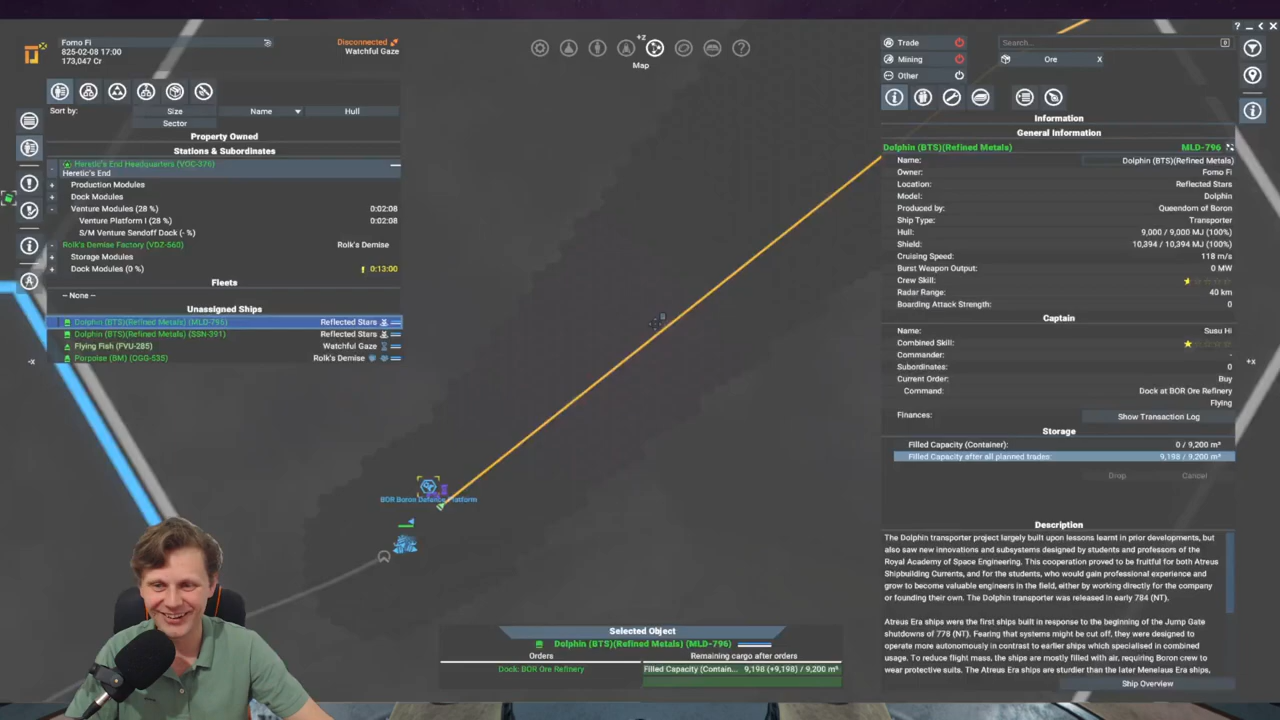 Fomo Fi
825-02-08 17:00
173,047 Cr
Disconnected
Watchful Gaze
Sort by:
Size
Name
Hull
Sector
Property Owned
Stations & Subordinates
Heretic's End Headquarters (VOC-376)
Heretic's End
Production Modules
Dock Modules
Venture Modules (28 %)
0:02:08
Venture Platform I (28 %)
0:02:08
S/M Venture Sendoff Dock (- %)
Rolk's Demise Factory (VDZ-560)
Rolk's Demise
Storage Modules
Dock Modules (0 %)
! 0:13:00
Fleets
-- None --
Unassigned Ships
Dolphin (BTS)(Refined Metals) (MLD-796)
Reflected Stars
Dolphin (BTS)(Refined Metals) (SSN-391)
Reflected Stars
Flying Fish (FVU-285)
Watchful Gaze
Porpoise (BM) (OGG-535)
Rolk's Demise
-x
+z
Map
+x
BOR Boron Defence Platform
Selected Object
Dolphin (BTS)(Refined Metals) (MLD-796)
Orders
Remaining cargo after orders
Dock: BOR Ore Refinery
Filled Capacity (Contain...
9,198 (+9,198) / 9,200 m³
Trade
Mining
Other
Search...
Ore
X
Information
General Information
Dolphin (BTS)(Refined Metals)
MLD-796
Name:
Dolphin (BTS)(Refined Metals)
Owner:
Fomo Fi
Location:
Reflected Stars
Model:
Dolphin
Produced by:
Queendom of Boron
Ship Type:
Transporter
Hull:
9,000 / 9,000 MJ (100%)
Shield:
10,394 / 10,394 MJ (100%)
Cruising Speed:
118 m/s
Burst Weapon Output:
0 MW
Crew Skill:
Radar Range:
40 km
Boarding Attack Strength:
0
Captain
Name:
Susu Hi
Combined Skill:
Commander:
-
Subordinates:
0
Current Order:
Buy
Command:
Dock at BOR Ore Refinery
Flying
Finances:
Show Transaction Log
Storage
Filled Capacity (Container):
0 / 9,200 m³
Filled Capacity after all planned trades:
9,198 / 9,200 m³
Drop
Cancel
Description
The Dolphin transporter project largely built upon lessons learnt in prior developments, but
also saw new innovations and subsystems designed by students and professors of the
Royal Academy of Space Engineering. This cooperation proved to be fruitful for both Atreus
Shipbuilding Currents, and for the students, who would gain professional experience and
grow to become valuable engineers in the field, either by working directly for the company
or founding their own. The Dolphin transporter was released in early 784 (NT).
Atreus Era ships were the first ships built in response to the beginning of the Jump Gate
shutdowns of 778 (NT). Fearing that systems might be cut off, they were designed to
operate more autonomously in contrast to earlier ships which specialised in combined
usage. To reduce flight mass, the ships are mostly filled with air, requiring Boron crew to
wear protective suits. The Atreus Era ships are sturdier than the later Menelaus Era ships,
Ship Overview